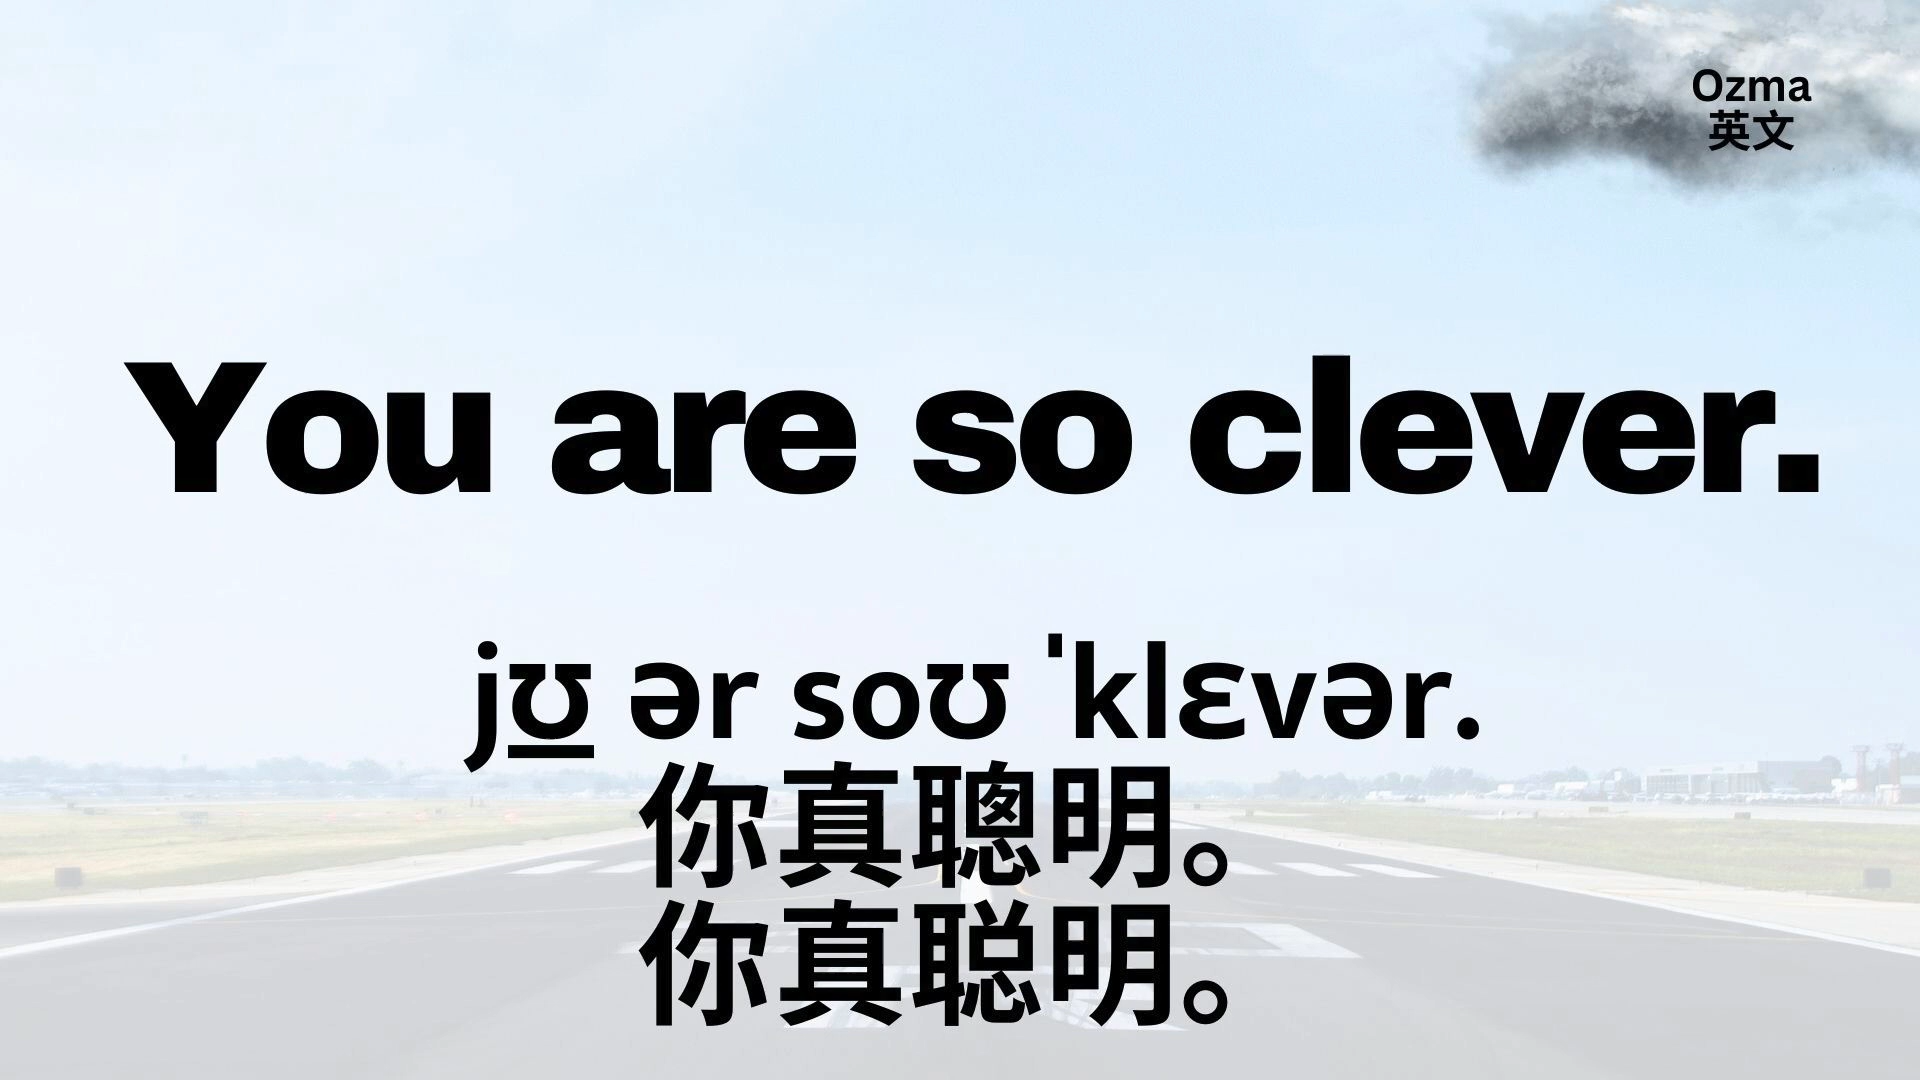 Ozma
英文
You are so clever.
jʊ̲ ər soʊ ˈklɛvər.
你真聰明。
你真聪明。